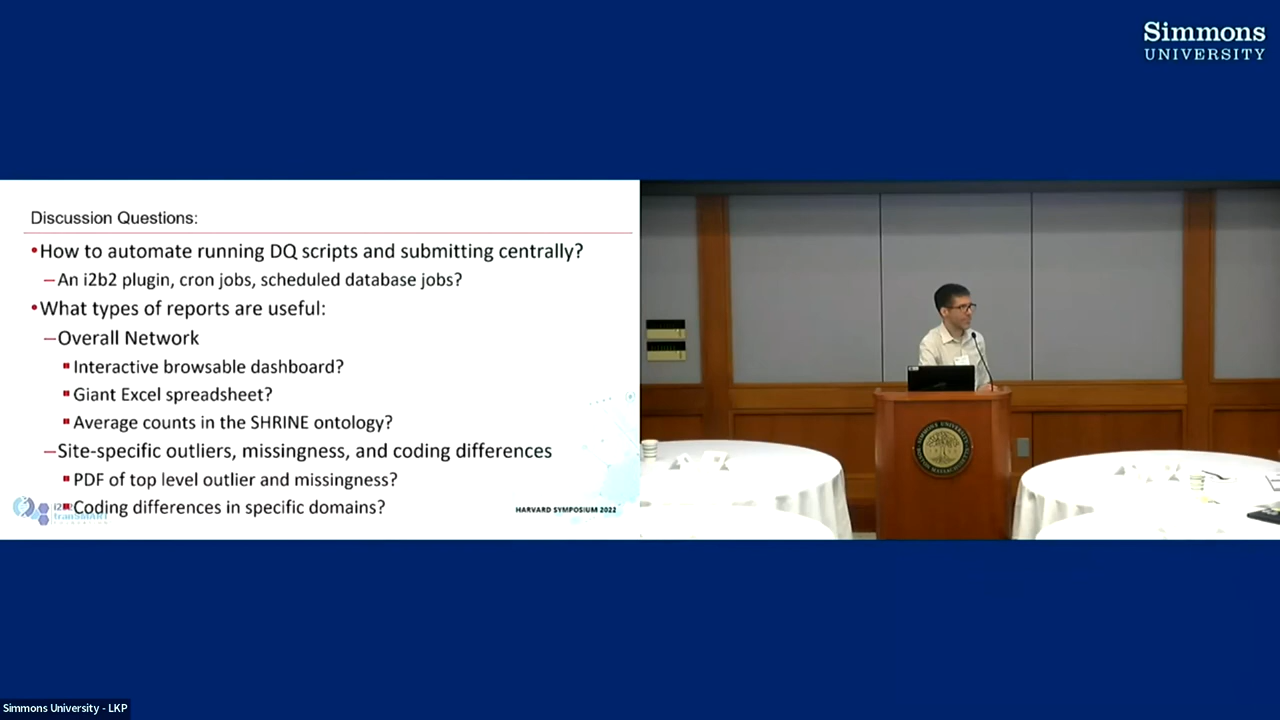 Simmons
UNIVERSITY
Discussion Questions:
•How to automate running DQ scripts and submitting centrally?
–An i2b2 plugin, cron jobs, scheduled database jobs?
•What types of reports are useful:
–Overall Network
Interactive browsable dashboard?
Giant Excel spreadsheet?
Average counts in the SHRINE ontology?
–Site-specific outliers, missingness, and coding differences
PDF of top level outlier and missingness?
Coding differences in specific domains?
HARVARD SYMPOSIUM 2022
Simmons University - LKP